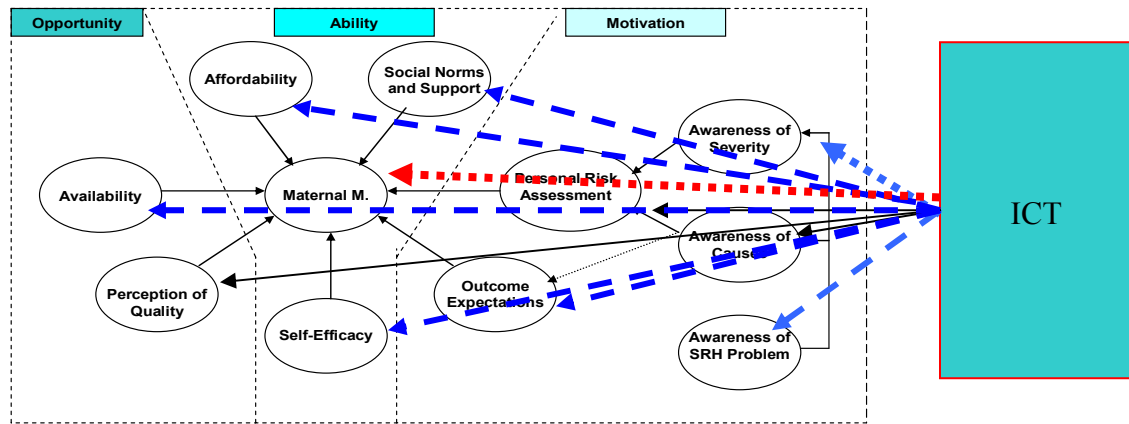 Opportunity
Ability
Motivation
Affordability
Social Norms
and Support
Awareness of
Severity
Availability
Maternal M.
Personal Risk
Assessment
ICT
Awareness of
Causes
Perception of
Quality
Outcome
Expectations
Self-Efficacy
Awareness of
SRH Problem